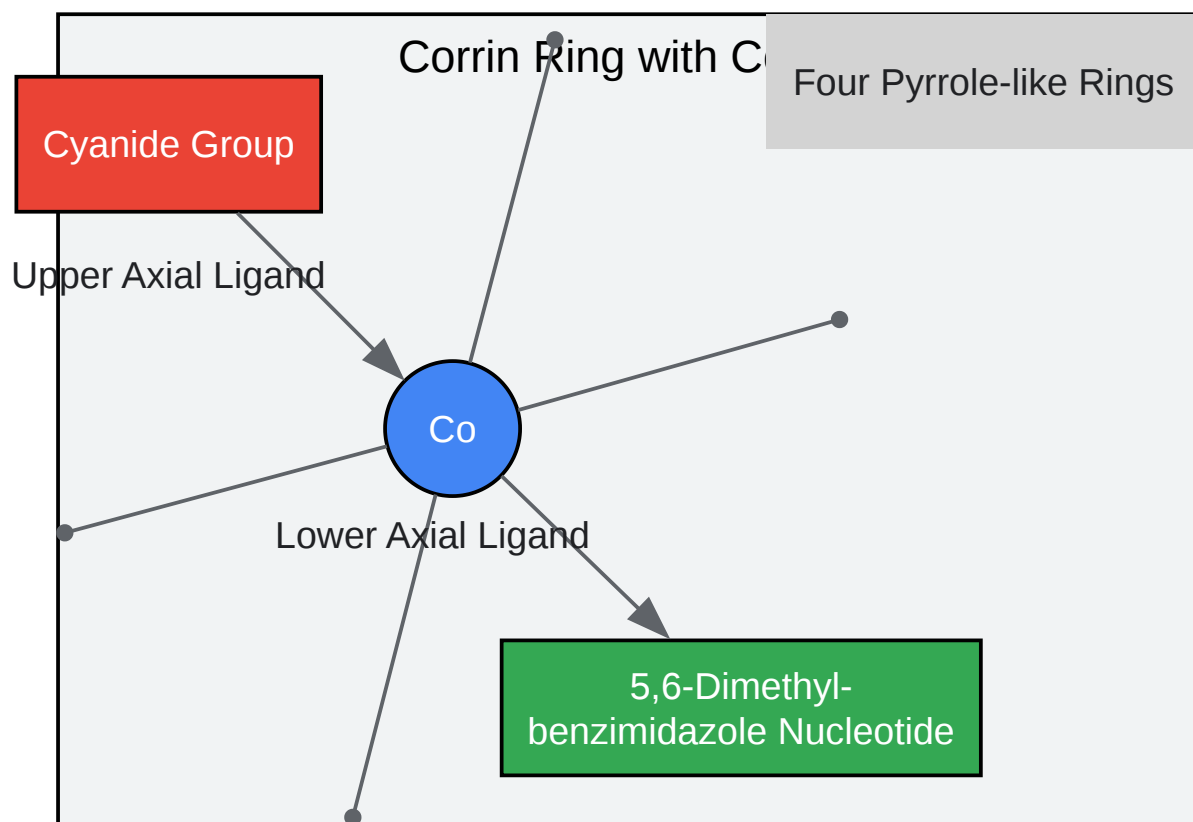 Corrin Ring with C
Four Pyrrole-like Rings
Cyanide Group
Upper Axial Ligand
Co
Lower Axial Ligand
5,6-Dimethyl-
benzimidazole Nucleotide